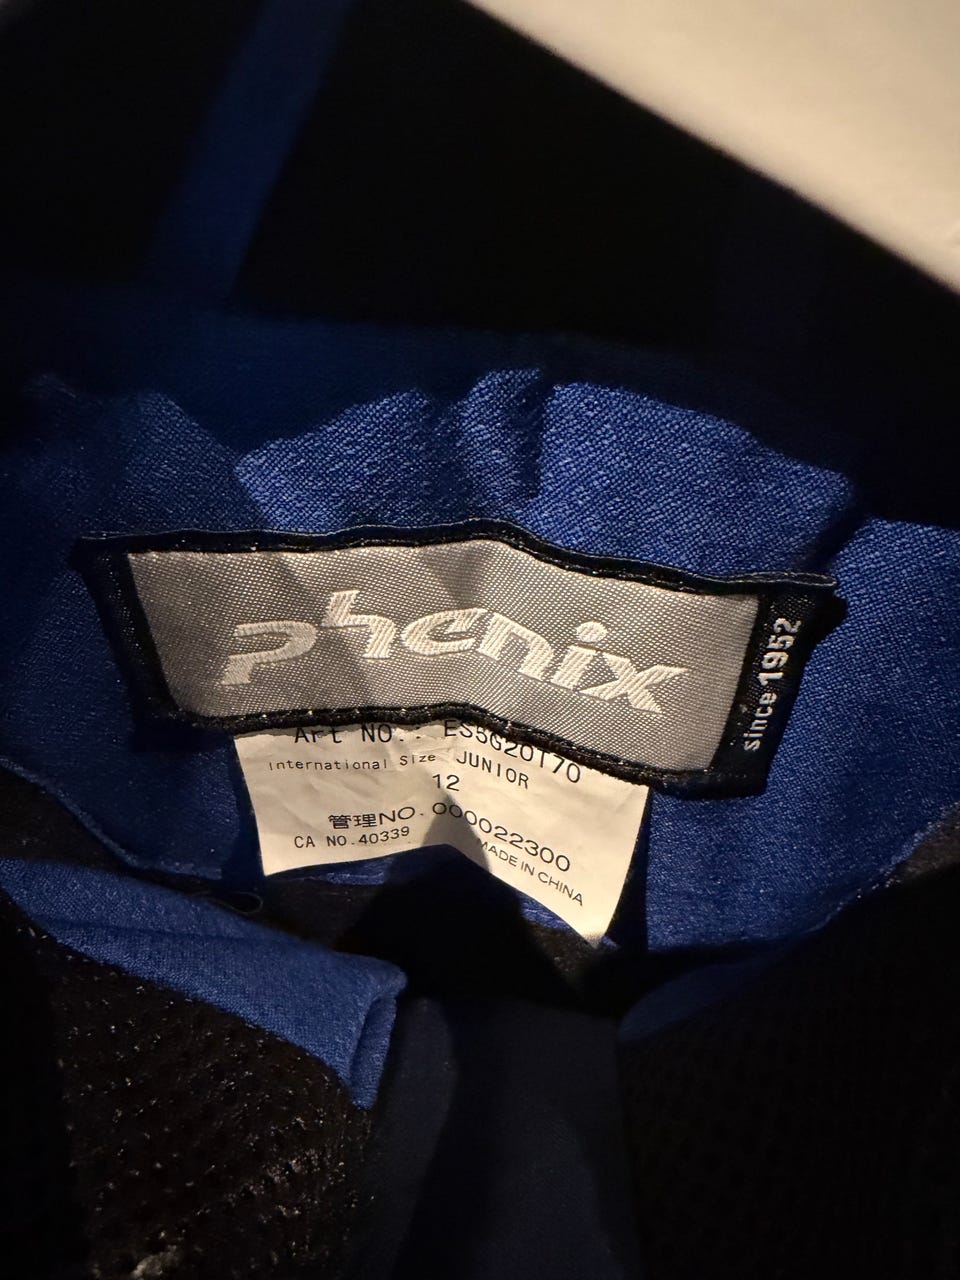 Phenix
since 1952
Art NO.: ES5G20T70
International Size JUNIOR
12
管理NO. 000022300
CA NO.40339
MADE IN CHINA